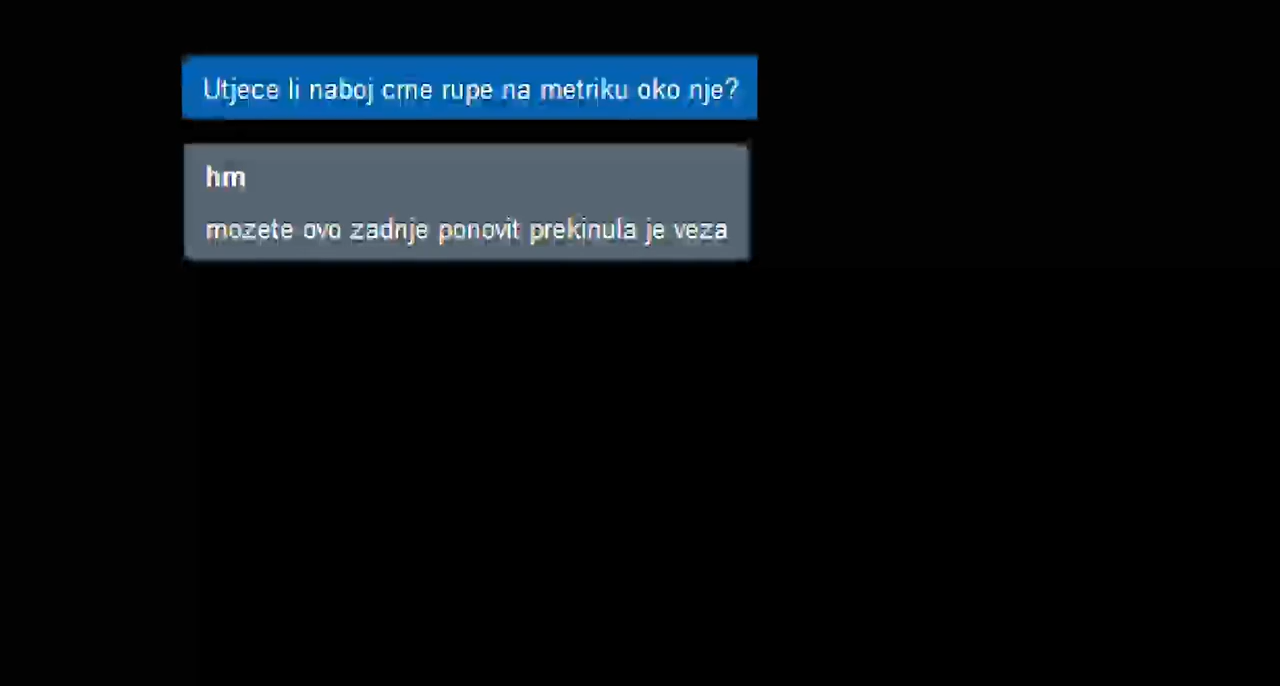 Utjece li naboj crne rupe na metriku oko nje?
hm
mozete ovo zadnje ponovit prekinula je veza